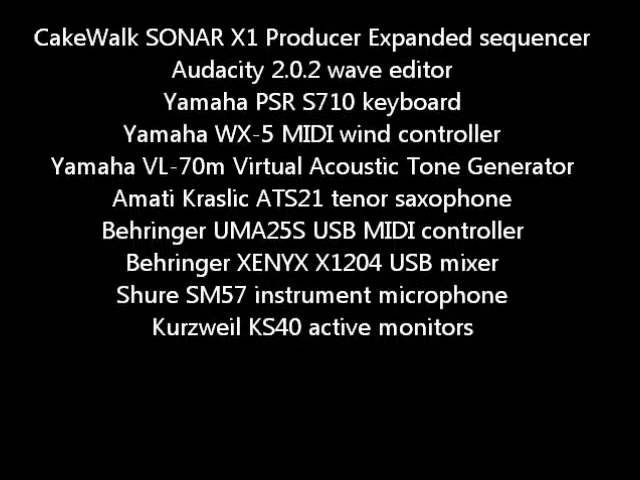 CakeWalk SONAR X1 Producer Expanded sequencer
Audacity 2.0.2 wave editor
Yamaha PSR S710 keyboard
Yamaha WX-5 MIDI wind controller
Yamaha VL-70m Virtual Acoustic Tone Generator
Amati Kraslic ATS21 tenor saxophone
Behringer UMA25S USB MIDI controller
Behringer XENYX X1204 USB mixer
Shure SM57 instrument microphone
Kurzweil KS40 active monitors